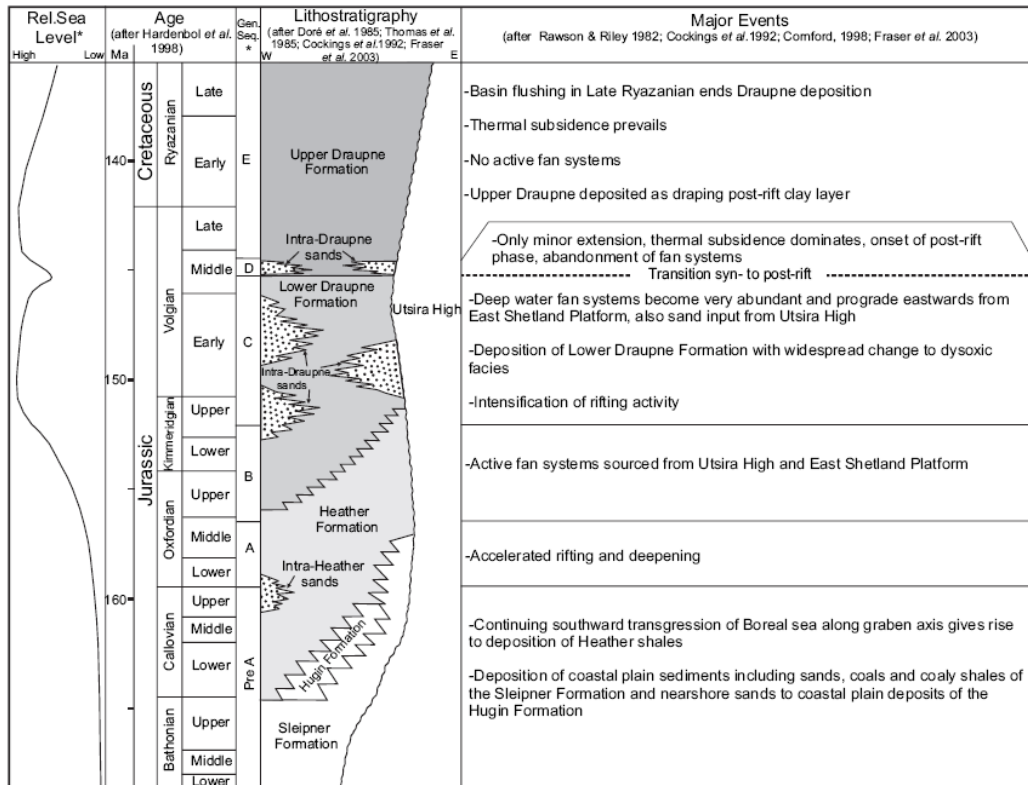 Rel.Sea
Level*
High
Low
Age
(after Hardenbol et al.
1998)
Ma
Gen.
Seq.
*
Lithostratigraphy
(after Doré et al. 1985; Thomas et al.
1985; Cockings et al.1992; Fraser
et al. 2003)
W
E
Major Events
(after Rawson & Riley 1982; Cockings et al.1992; Cornford, 1998; Fraser et al. 2003)
140
150
160
Cretaceous
Jurassic
Ryazanian
Volgian
Kimmeridgian
Oxfordian
Callovian
Bathonian
Late
Early
Late
Middle
Early
Upper
Lower
Upper
Middle
Lower
Upper
Middle
Lower
Upper
Middle
Lower
E
D
C
B
A
Pre A
Upper Draupne
Formation
Intra-Draupne
sands
Lower Draupne
Formation
Utsira High
Intra-Draupne
sands
Heather
Formation
Intra-Heather
sands
Hugin Formation
Sleipner
Formation
-Basin flushing in Late Ryazanian ends Draupne deposition
-Thermal subsidence prevails
-No active fan systems
-Upper Draupne deposited as draping post-rift clay layer
-Only minor extension, thermal subsidence dominates, onset of post-rift
phase, abandonment of fan systems
Transition syn- to post-rift
-Deep water fan systems become very abundant and prograde eastwards from
East Shetland Platform, also sand input from Utsira High
-Deposition of Lower Draupne Formation with widespread change to dysoxic
facies
-Intensification of rifting activity
-Active fan systems sourced from Utsira High and East Shetland Platform
-Accelerated rifting and deepening
-Continuing southward transgression of Boreal sea along graben axis gives rise
to deposition of Heather shales
-Deposition of coastal plain sediments including sands, coals and coaly shales of
the Sleipner Formation and nearshore sands to coastal plain deposits of the
Hugin Formation